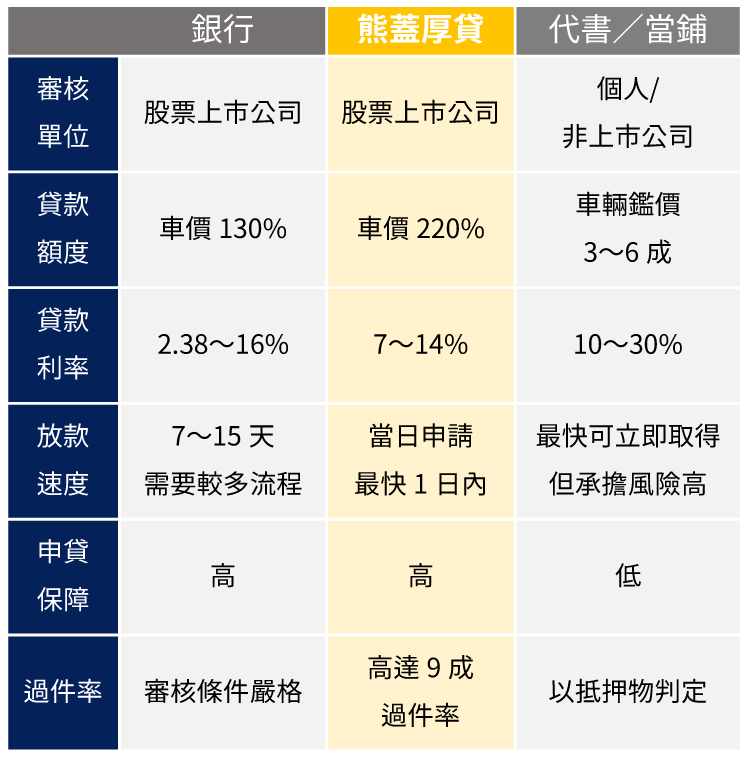 銀行
熊蓋厚貸
代書／當鋪
審核
單位
股票上市公司
股票上市公司
個人/
非上市公司
貸款
額度
車價 130%
車價 220%
車輛鑑價
3～6 成
貸款
利率
2.38～16%
7～14%
10～30%
放款
速度
7～15 天
需要較多流程
當日申請
最快 1 日內
最快可立即取得
但承擔風險高
申貸
保障
高
高
低
過件率
審核條件嚴格
高達 9 成
過件率
以抵押物判定